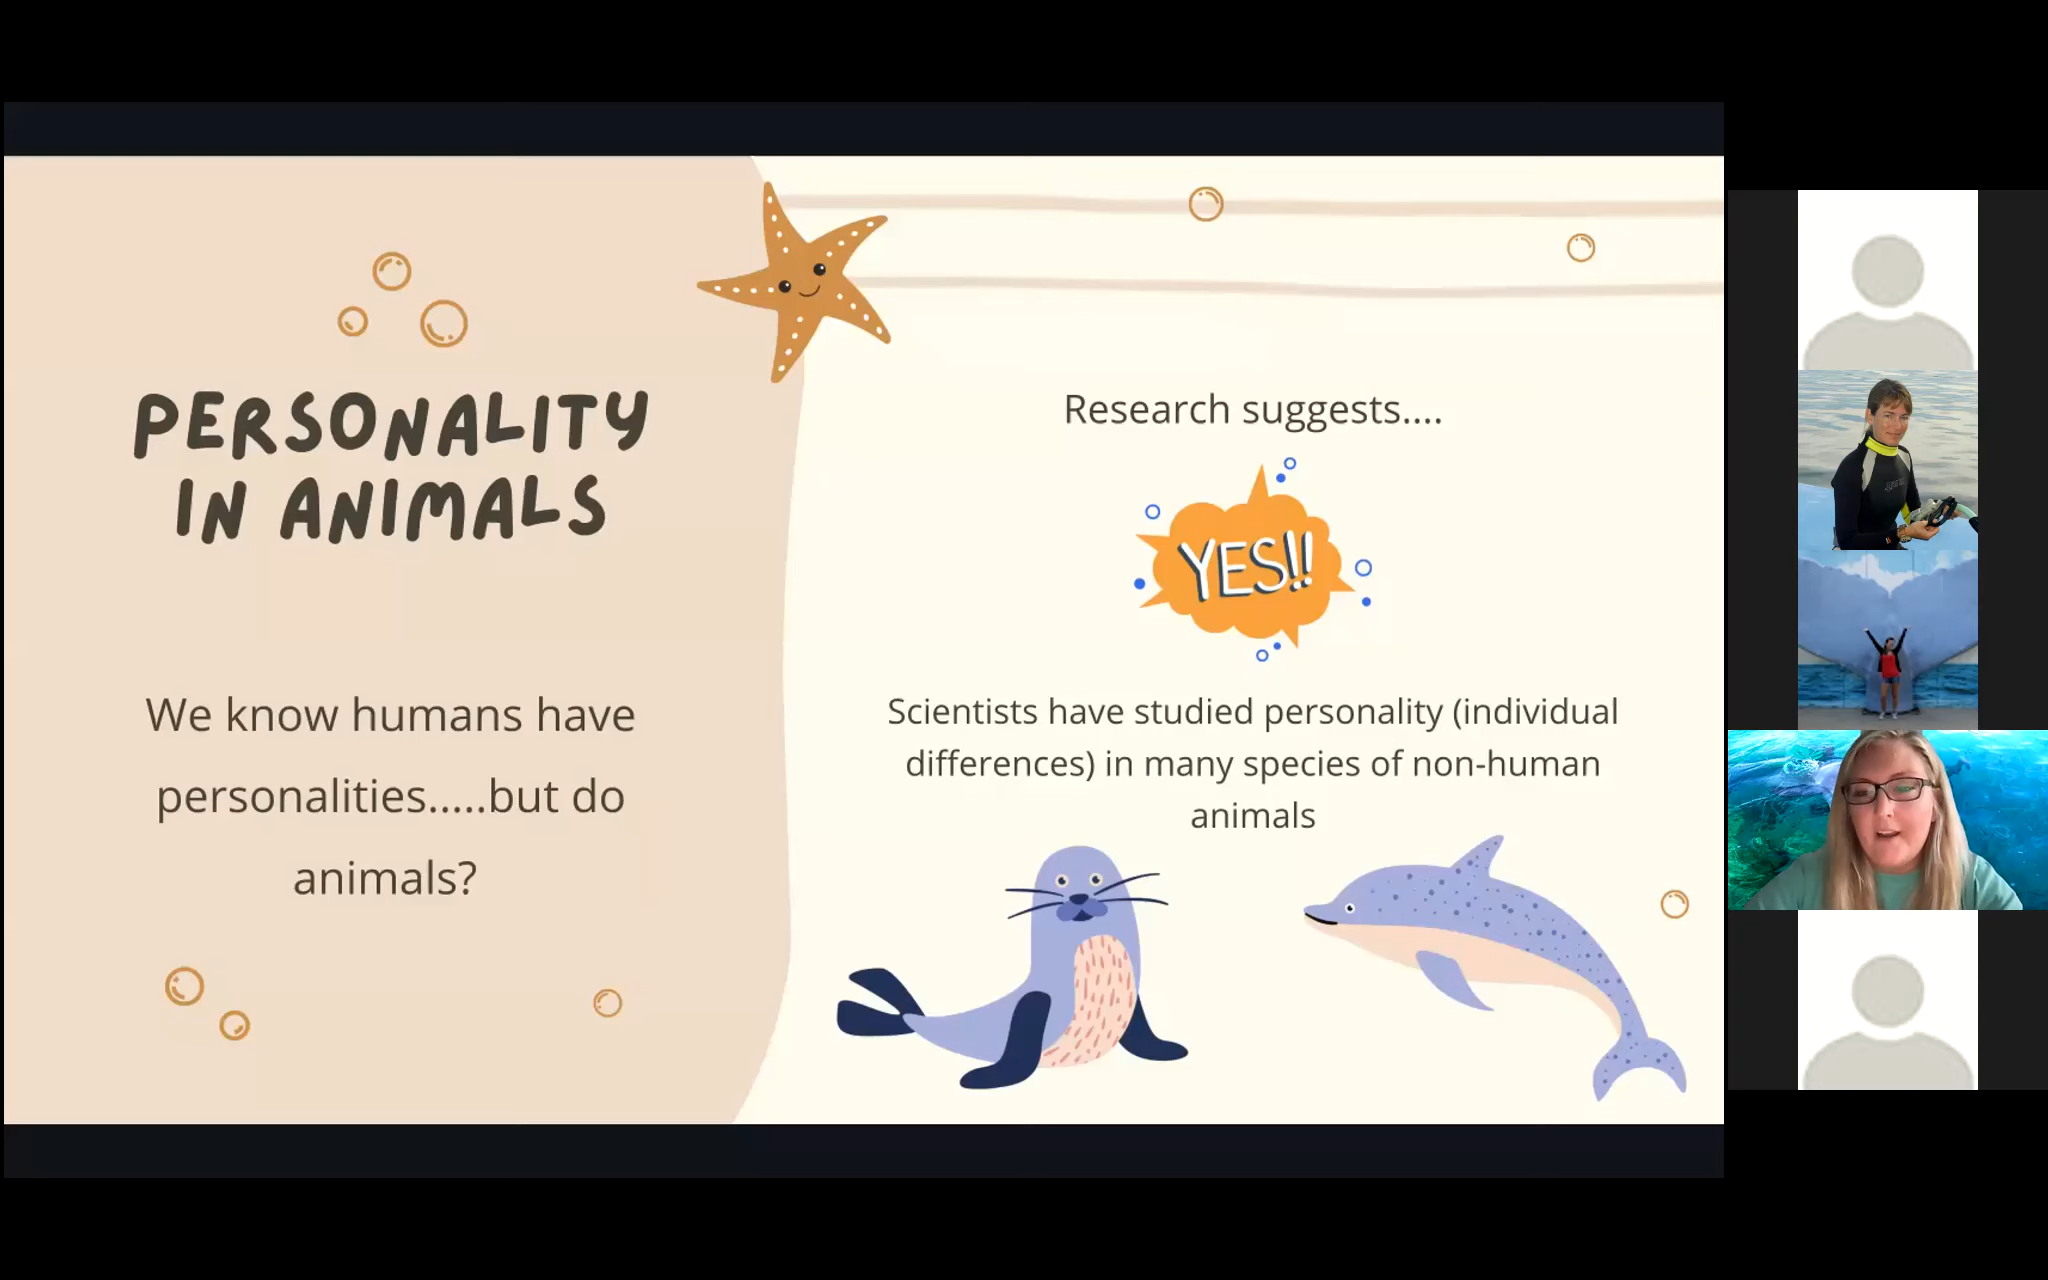 PERSONALITY
IN ANIMALS
We know humans have
personalities.....but do
animals?
Research suggests....
YES!!
Scientists have studied personality (individual
differences) in many species of non-human
animals